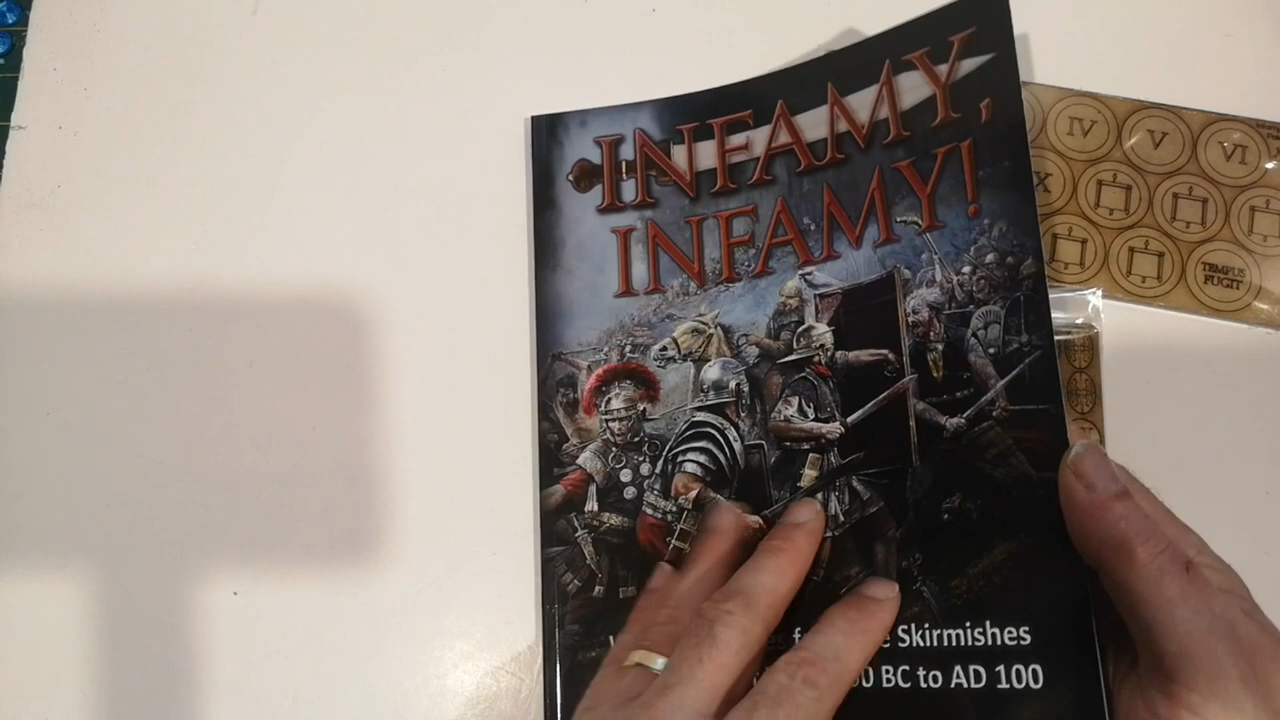 INFAMY,
INFAMY!
Skirmishes
BC to AD 100
IV V VI
X
TEMPUS
FUGIT